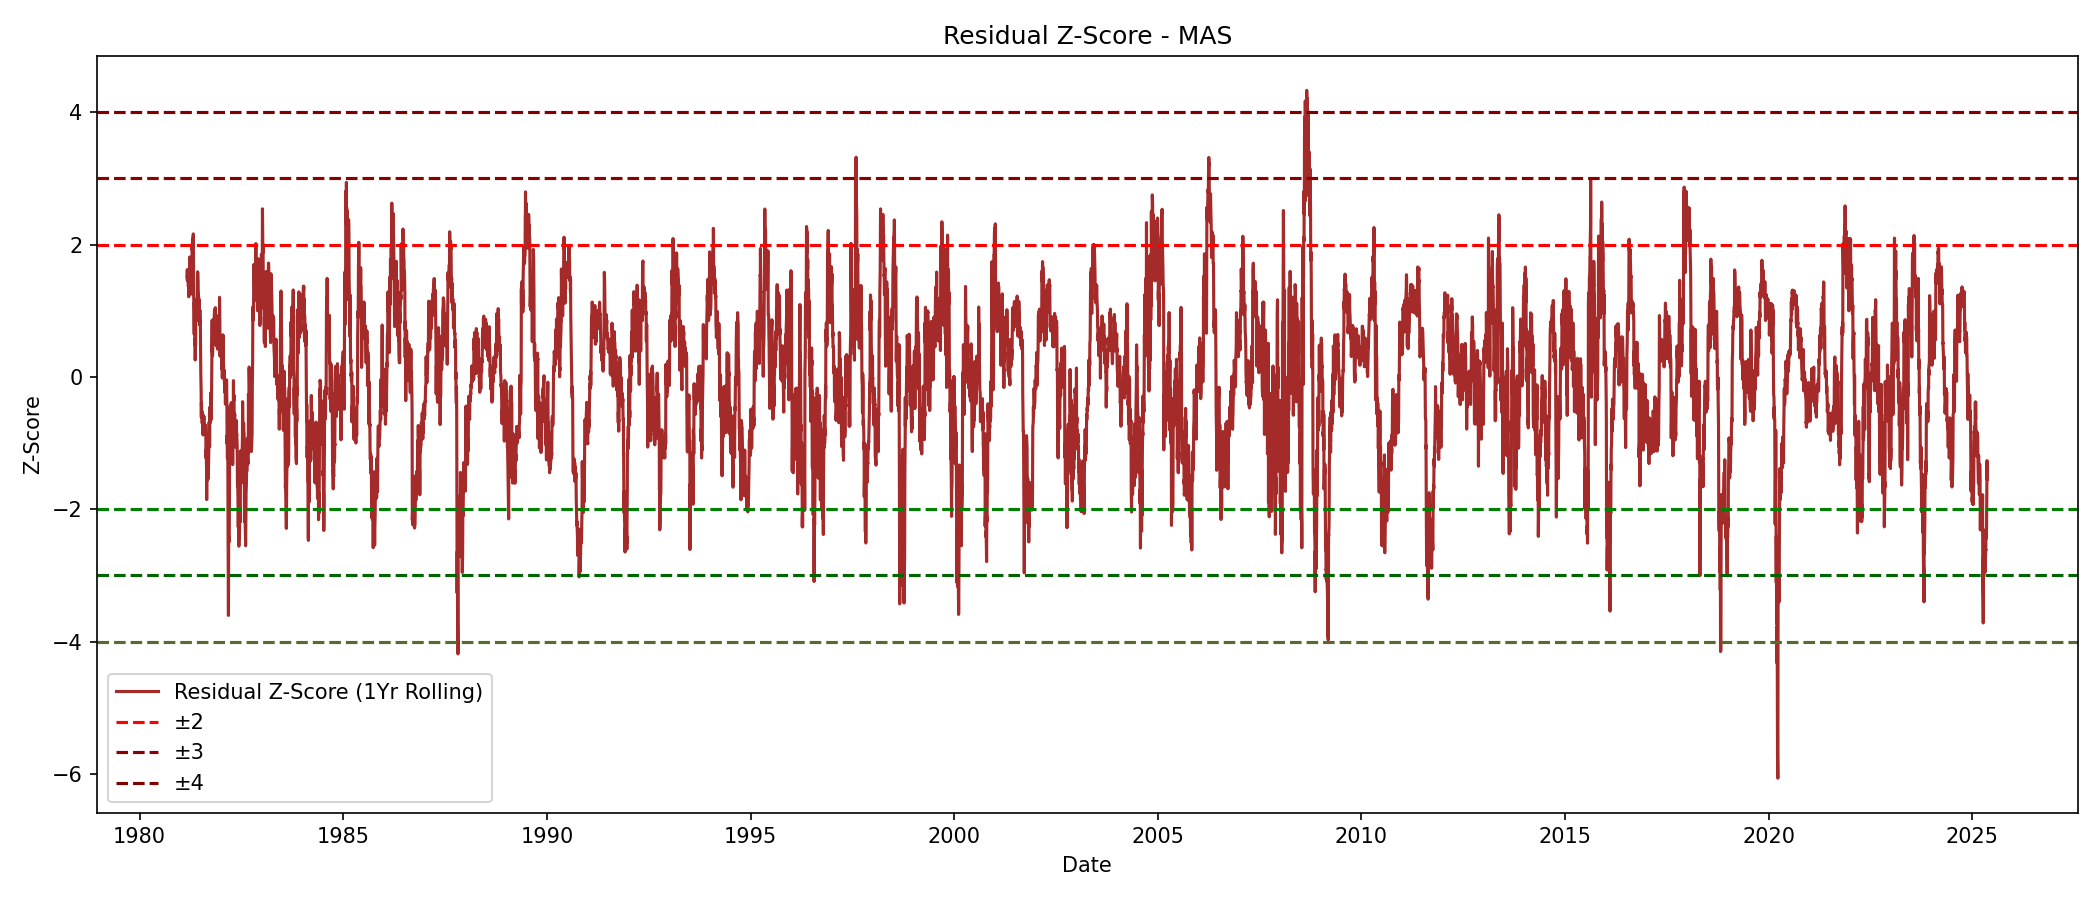 Residual Z-Score - MAS
Z-Score
4
2
0
−2
−4
−6
Residual Z-Score (1Yr Rolling)
±2
±3
±4
1980 1985 1990 1995 2000 2005 2010 2015 2020 2025
Date